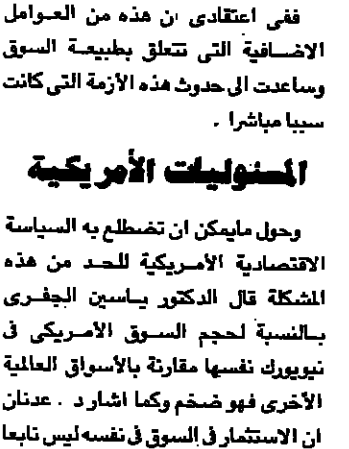 ففى اعتقادى ان هذه من العوامل
الاضافية التى تتعلق بطبيعة السوق
وساعدت الى حدوث هذه الأزمة التى كانت
سببا مباشرا .
المسئوليات الأمريكية
وحول مايمكن ان تضطلع به السياسة
الاقتصادية الأمريكية للحد من هذه
المشكلة قال الدكتور ياسين الجفرى
بالنسبة لحجم السوق الأمريكى فى
نيويورك نفسها مقارنة بالأسواق العالمية
الأخرى فهو ضخم وكما اشار د . عدنان
ان الاستثمار فى السوق فى نفسه ليس تابعا